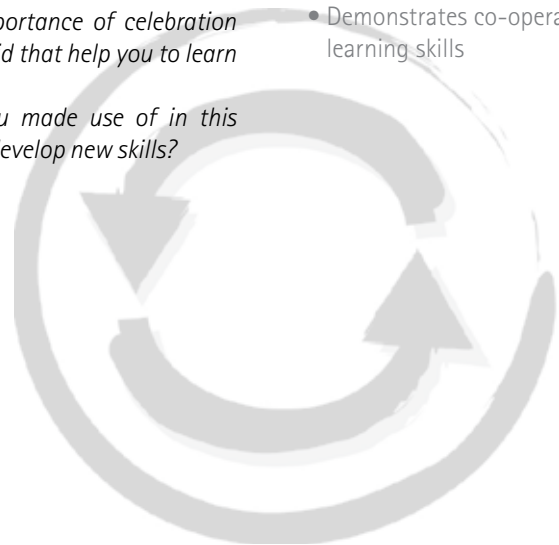 portance of celebration
d that help you to learn
u made use of in this
evelop new skills?
• Demonstrates co-opera
learning skills